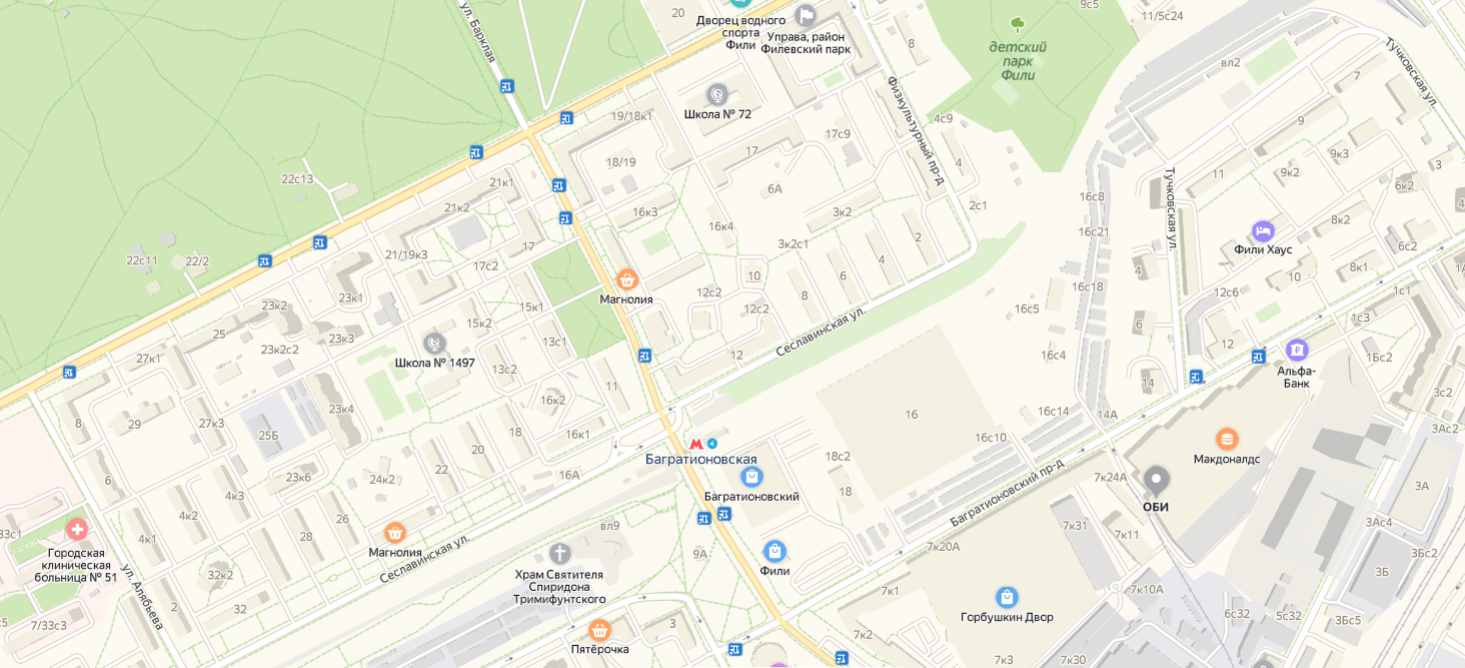 20
Дворец водного
спорта
Фили
Управа, район
Филевский парк
8
9с5
11/5с24
детский
парк
Фили
вл2
Тучковская ул.
7
ул. Барклая
Школа № 72
19/18к1
Физкультурный пр-д
4с9
17с9
17
18/19
4
9
9к3
3
22с13
21к1
6А
11
9к2
6к2
4
21к2
16к3
3к2
2с1
16с8
Тучковская ул.
8к2
16к4
16с21
17
3к2с1
2
Фили Хаус
6с2
22с11
22/2
21/19к3
17с2
10
6
4
4
8к1
1А
10
16с18
12с6
1с1
Магнолия
12с2
8
23к2
23к1
15к1
12с2
16с5
6
1с3
25
23к3
15к2
Сеславинская ул.
27к1
23к2с2
13с1
12
16с4
12
1Бс2
Школа № 1497
13с2
Альфа-
Банк
14
11
3с2
8
29
27к3
25Б
23к4
16к2
16
16с14
14А
18
16к1
16с10
3Ас2
Багратионовская
Макдоналдс
22
20
16А
18с2
6
4к3
24к2
18
Багратионовский пр-д
7к24А
3А
Багратионовский
ОБИ
4к2
26
33с1
4к1
28
Магнолия
вл9
7к31
7к11
3Ас4
Городская
клиническая
больница № 51
Сеславинская ул.
9А
7к20А
3Бс2
Храм Святителя
Спиридона
Тримифунтского
Фили
32к2
3Б
ул. Алябьева
2
32
7к1
7к10А
Горбушкин Двор
6с32
5с32
3Бс5
7/33с3
3
7к2
Пятёрочка
7к3
7к30